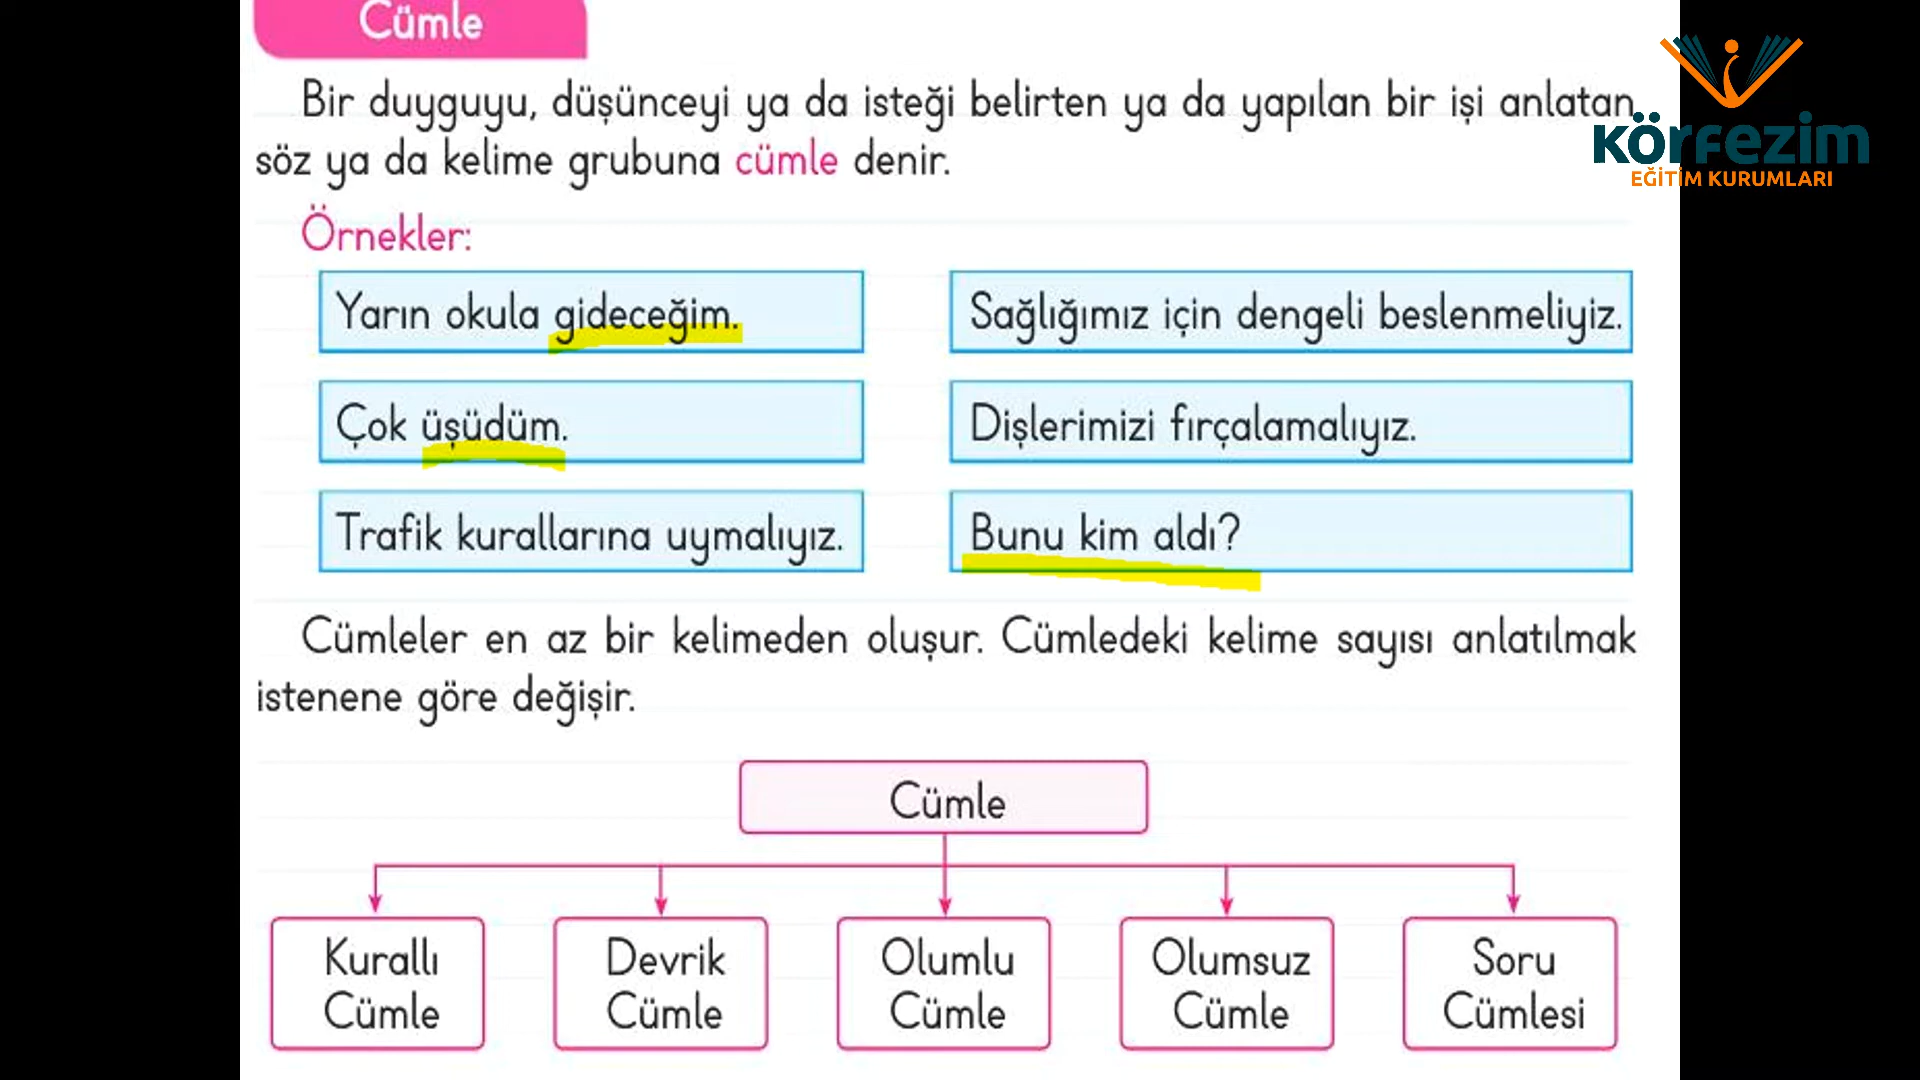 Cümle
Bir duyguyu, düşünceyi ya da isteği belirten ya da yapılan bir işi anlatan
söz ya da kelime grubuna cümle denir.
körfezim
EĞİTİM KURUMLARI
Örnekler:
Yarın okula gideceğim.
Sağlığımız için dengeli beslenmeliyiz.
Çok üşüdüm.
Dişlerimizi fırçalamalıyız.
Trafik kurallarına uymalıyız.
Bunu kim aldı?
Cümleler en az bir kelimeden oluşur. Cümledeki kelime sayısı anlatılmak
istenene göre değişir.
Cümle
Kurallı
Cümle
Devrik
Cümle
Olumlu
Cümle
Olumsuz
Cümle
Soru
Cümlesi